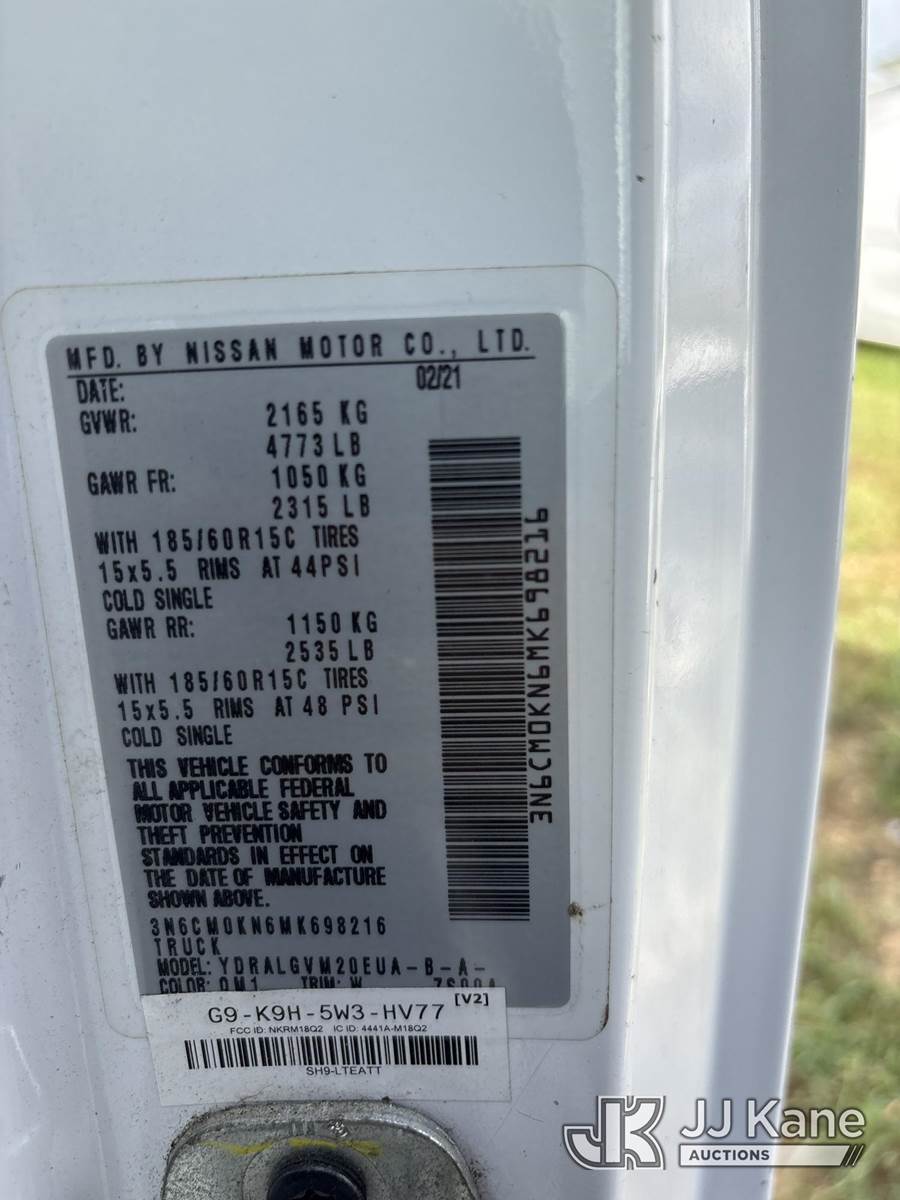 MFD. BY NISSAN MOTOR CO., LTD.
DATE: 02/21
GVWR: 2165 KG
4773 LB
GAWR FR: 1050 KG
2315 LB
WITH 185/60R15C TIRES
15x5.5 RIMS AT 44PSI
COLD SINGLE
GAWR RR: 1150 KG
2535 LB
WITH 185/60R15C TIRES
15x5.5 RIMS AT 48 PSI
COLD SINGLE
THIS VEHICLE CONFORMS TO
ALL APPLICABLE FEDERAL
MOTOR VEHICLE SAFETY AND
THEFT PREVENTION
STANDARDS IN EFFECT ON
THE DATE OF MANUFACTURE
SHOWN ABOVE.
3N6CM0KN6MK698216
TRUCK
MODEL: YDRALGVM20EUA-B-A-
COLOR: QM1 TRIM: W
3N6CM0KN6MK698216
G9-K9H-5W3-HV77 [V2]
FCC ID: NKRM18Q2 IC ID: 4441A-M18Q2
SH9-LTEATT
JK JJ Kane
AUCTIONS